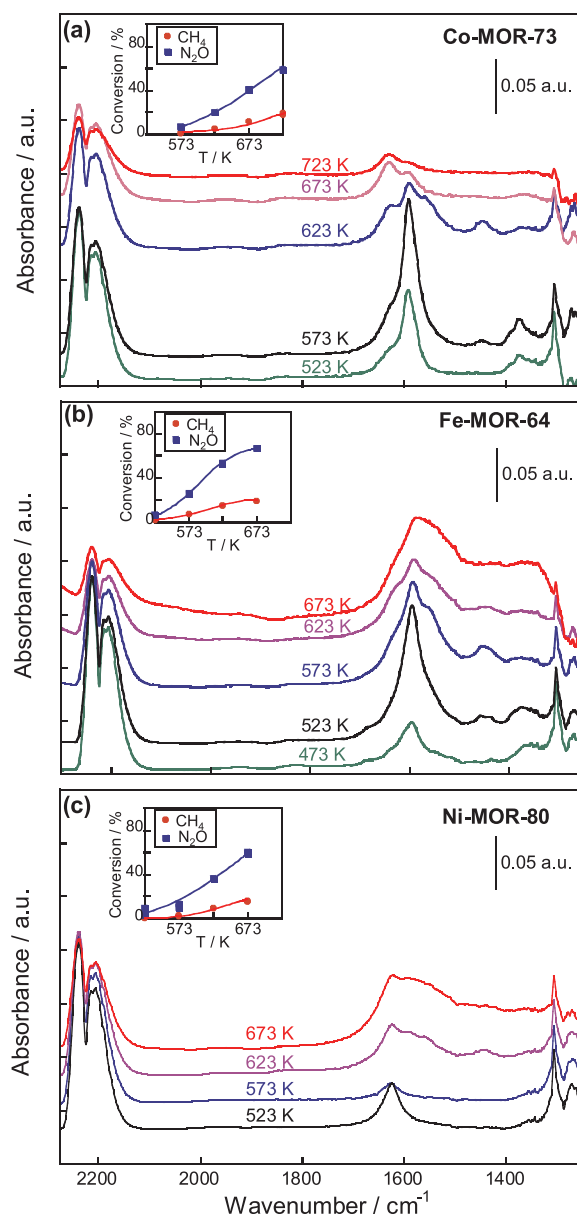 (a)
Co-MOR-73
CH4
N2O
Conversion / %
80
40
0
573
673
T / K
0.05 a.u.
723 K
673 K
623 K
573 K
523 K
Absorbance / a.u.
(b)
Fe-MOR-64
CH4
N2O
Conversion / %
80
40
0
573
673
T / K
0.05 a.u.
673 K
623 K
573 K
523 K
473 K
Absorbance / a.u.
(c)
Ni-MOR-80
CH4
N2O
Conversion / %
80
40
0
573
673
T / K
0.05 a.u.
673 K
623 K
573 K
523 K
Absorbance / a.u.
2200
2000
1800
1600
1400
Wavenumber / cm-1